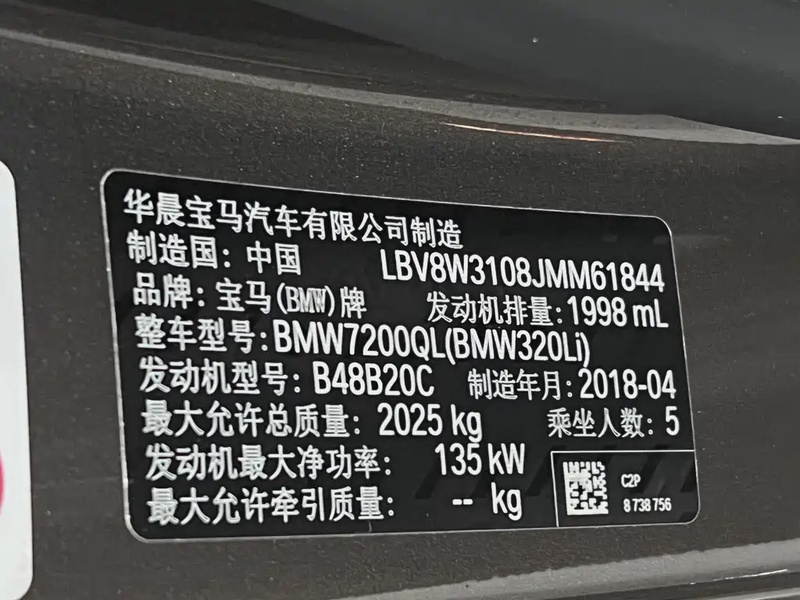 华晨宝马汽车有限公司制造
制造国：中国 LBV8W3108JMM61844
品牌：宝马(BMW)牌 发动机排量：1998 mL
整车型号：BMW7200QL(BMW320Li)
发动机型号：B48B20C 制造年月：2018-04
最大允许总质量：2025 kg 乘坐人数：5
发动机最大净功率：135 kW
最大允许牵引质量：-- kg
C2P
8 738 756